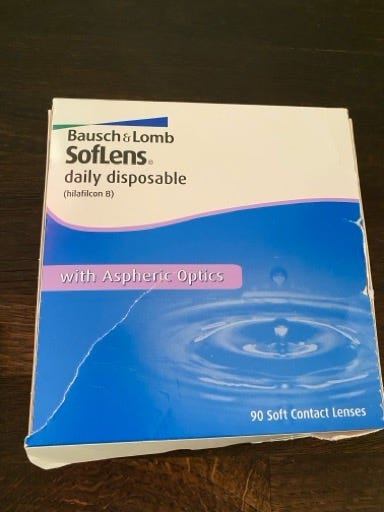 Bausch & Lomb
SofLens®
daily disposable
(hilafilcon B)
with Aspheric Optics
90 Soft Contact Lenses